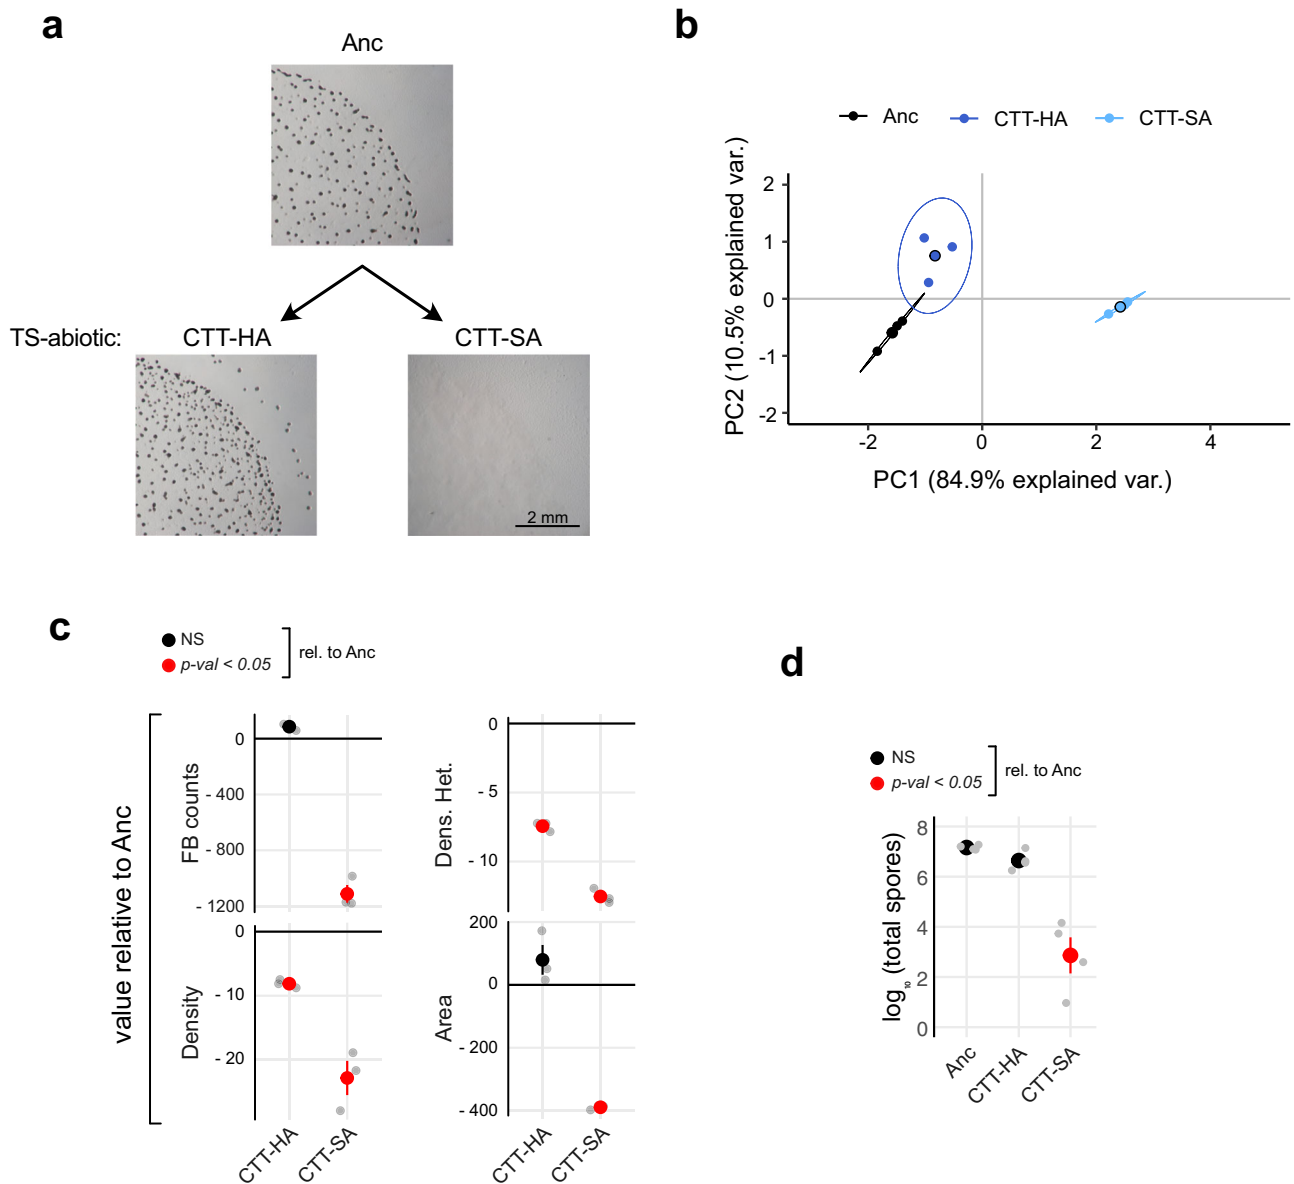 a
Anc
TS-abiotic:
CTT-HA
CTT-SA
2 mm
b
Anc
CTT-HA
CTT-SA
PC2 (10.5% explained var.)
2
1
0
-1
-2
-2
0
2
4
PC1 (84.9% explained var.)
c
NS
p-val < 0.05
rel. to Anc
value relative to Anc
FB counts
0
- 400
- 800
- 1200
Dens. Het.
0
- 5
- 10
Density
0
- 10
- 20
Area
200
0
- 200
- 400
CTT-HA
CTT-SA
CTT-HA
CTT-SA
d
NS
p-val < 0.05
rel. to Anc
log₁₀ (total spores)
8
6
4
2
0
Anc
CTT-HA
CTT-SA